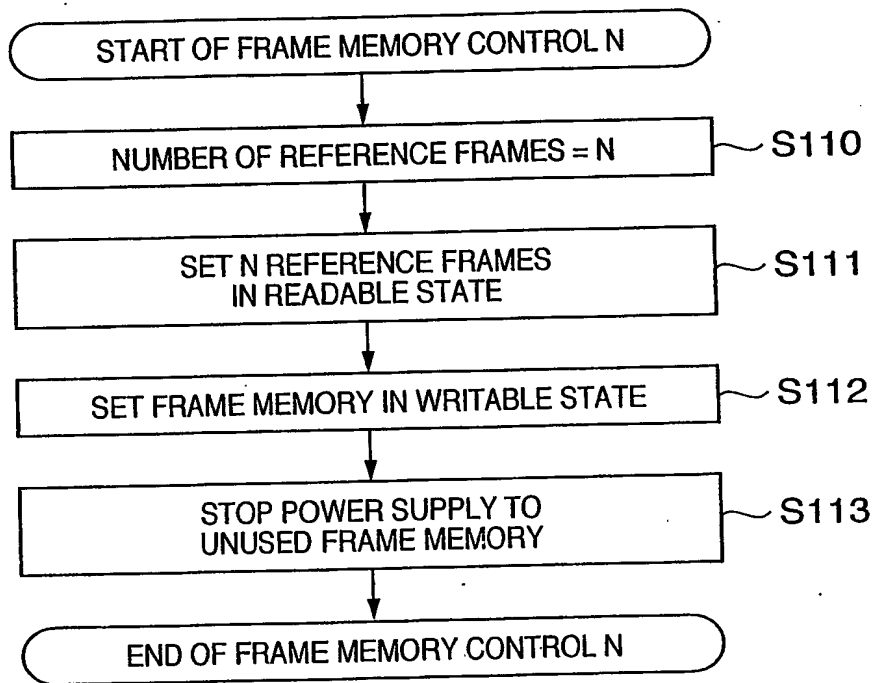 START OF FRAME MEMORY CONTROL N
NUMBER OF REFERENCE FRAMES = N
S110
SET N REFERENCE FRAMES
IN READABLE STATE
S111
SET FRAME MEMORY IN WRITABLE STATE
S112
STOP POWER SUPPLY TO
UNUSED FRAME MEMORY
S113
END OF FRAME MEMORY CONTROL N